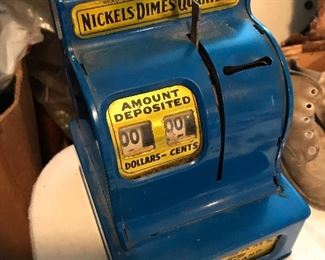 NICKELS DIMES
AMOUNT
DEPOSITED
00 00
DOLLARS-CENTS